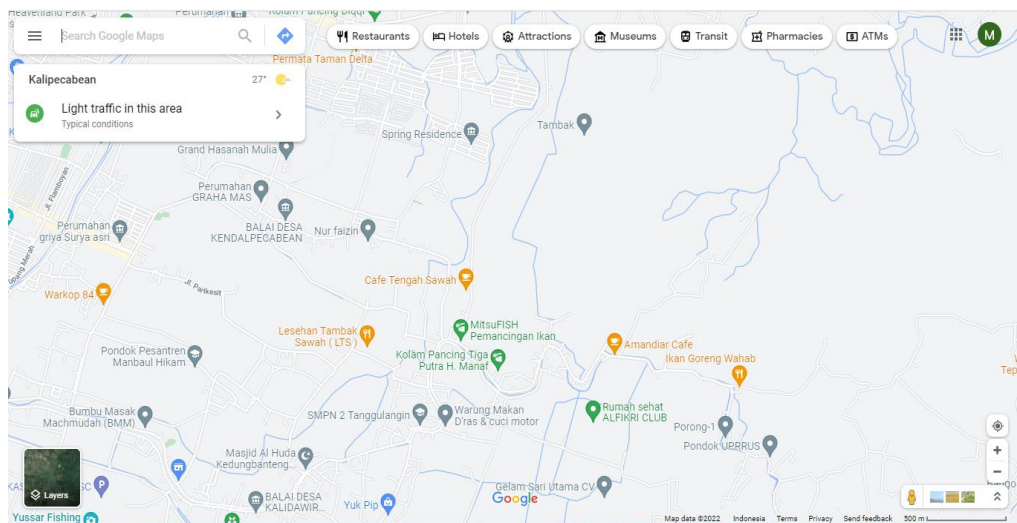 Heavenland Park
Perumahan
Kolam Pancing Digji
Search Google Maps
Restaurants
Hotels
Attractions
Museums
Transit
Pharmacies
ATMs
M
Permata Taman Delta
Kalipecabean
27°
Light traffic in this area
Typical conditions
Spring Residence
Tambak
Grand Hasanah Mulia
Jl. Flamboyan
Perumahan
GRAHA MAS
Perumahan
griya Surya asri
BALAI DESA
KENDALPECABEAN
Nur faizin
Cafe Tengah Sawah
Jl. Parikesit
Warkop 84
MitsuFISH
Pemancingan Ikan
Lesehan Tambak
Sawah ( LTS )
Amandiar Cafe
Pondok Pesantren
Manbaul Hikam
Kolam Pancing Tiga
Putra H. Manaf
Ikan Goreng Wahab
Bumbu Masak
Machmudah (BMM)
SMPN 2 Tanggulangin
Warung Makan
D'ras & cuci motor
Rumah sehat
ALFIKRI CLUB
Porong-1
Pondok UPRRUS
Masjid Al Huda
Kedungbanteng...
Layers
BALAI DESA
KALIDAWIR...
Yuk Pip
Gelam Sari Utama CV
Google
Yussar Fishing
Map data ©2022
Indonesia
Terms
Privacy
Send feedback
500 m